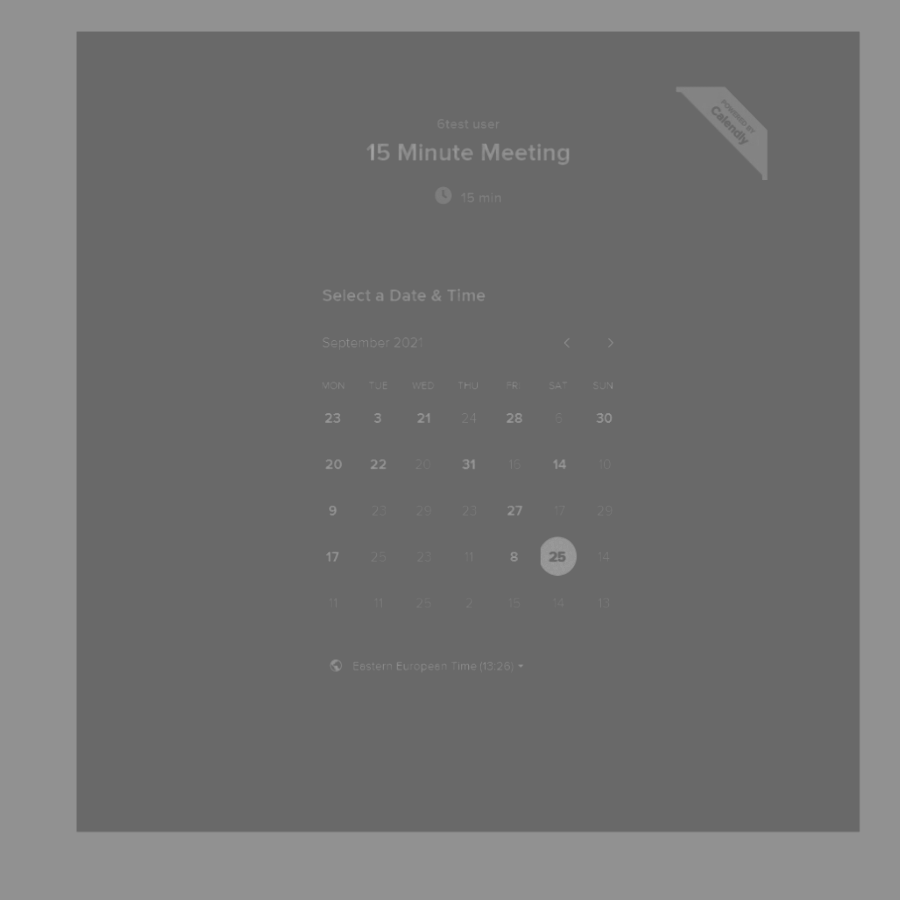 POWERED BY
Calendly
6test user
15 Minute Meeting
15 min
Select a Date & Time
September 2021
MON TUE WED THU FRI SAT SUN
23 3 21 24 28 6 30
20 22 20 31 16 14 10
9 23 29 23 27 17 29
17 26 23 11 8 25 14
11 11 25 2 15 14 13
Eastern European Time (13:26)